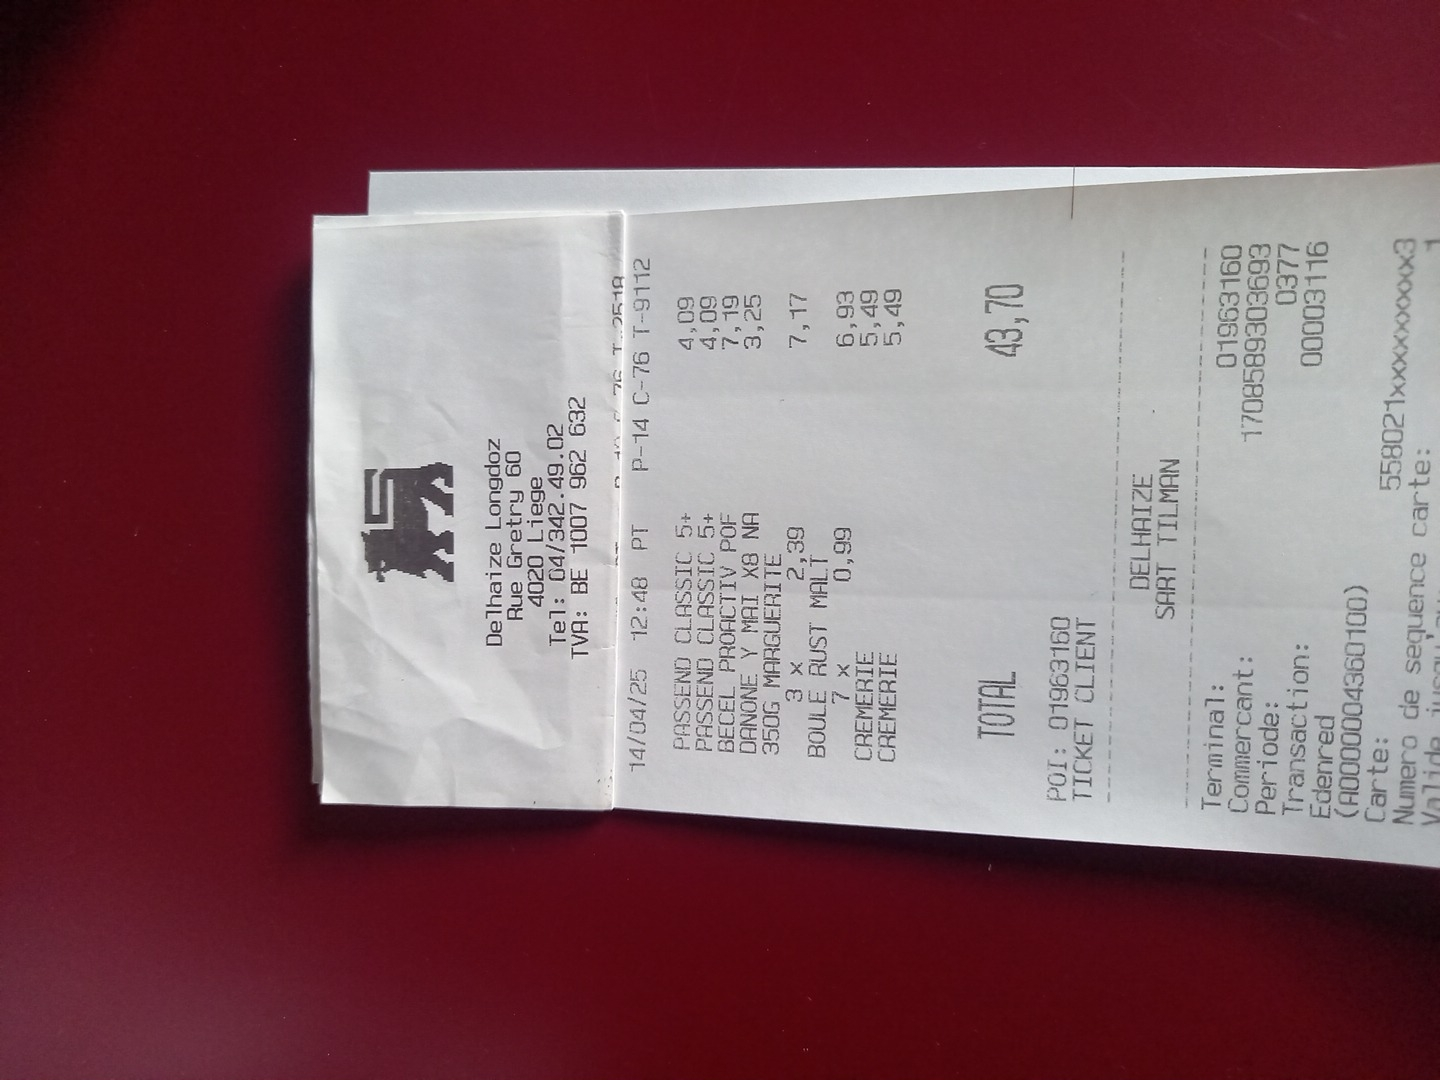 Delhaize Longdoz
Rue Gretry 60
4020 Liege
Tel: 04/342.49.02
TVA: BE 1007 962 632
14/04/25 12:48 PT P-14 C-76 T-9112
PASSEND CLASSIC 5+ 4,09
PASSEND CLASSIC 5+ 4,09
BECEL PROACTIV POF 7,19
DANONE Y MAI X8 NA 3,25
350G MARGUERITE
3 x 2,39 7,17
BOULE RUST MALT
7 x 0,99 6,93
CREMERIE 5,49
CREMERIE 5,49
TOTAL 43,70
POI: 01963160
TICKET CLIENT
DELHAIZE
SART TILMAN
Terminal: 01963160
Commercant: 1708589303693
Periode: 0377
Transaction: 00003116
Edenred
(A00000004360100)
Carte: 558021xxxxxxxxxx3
Numero de sequence carte: 1